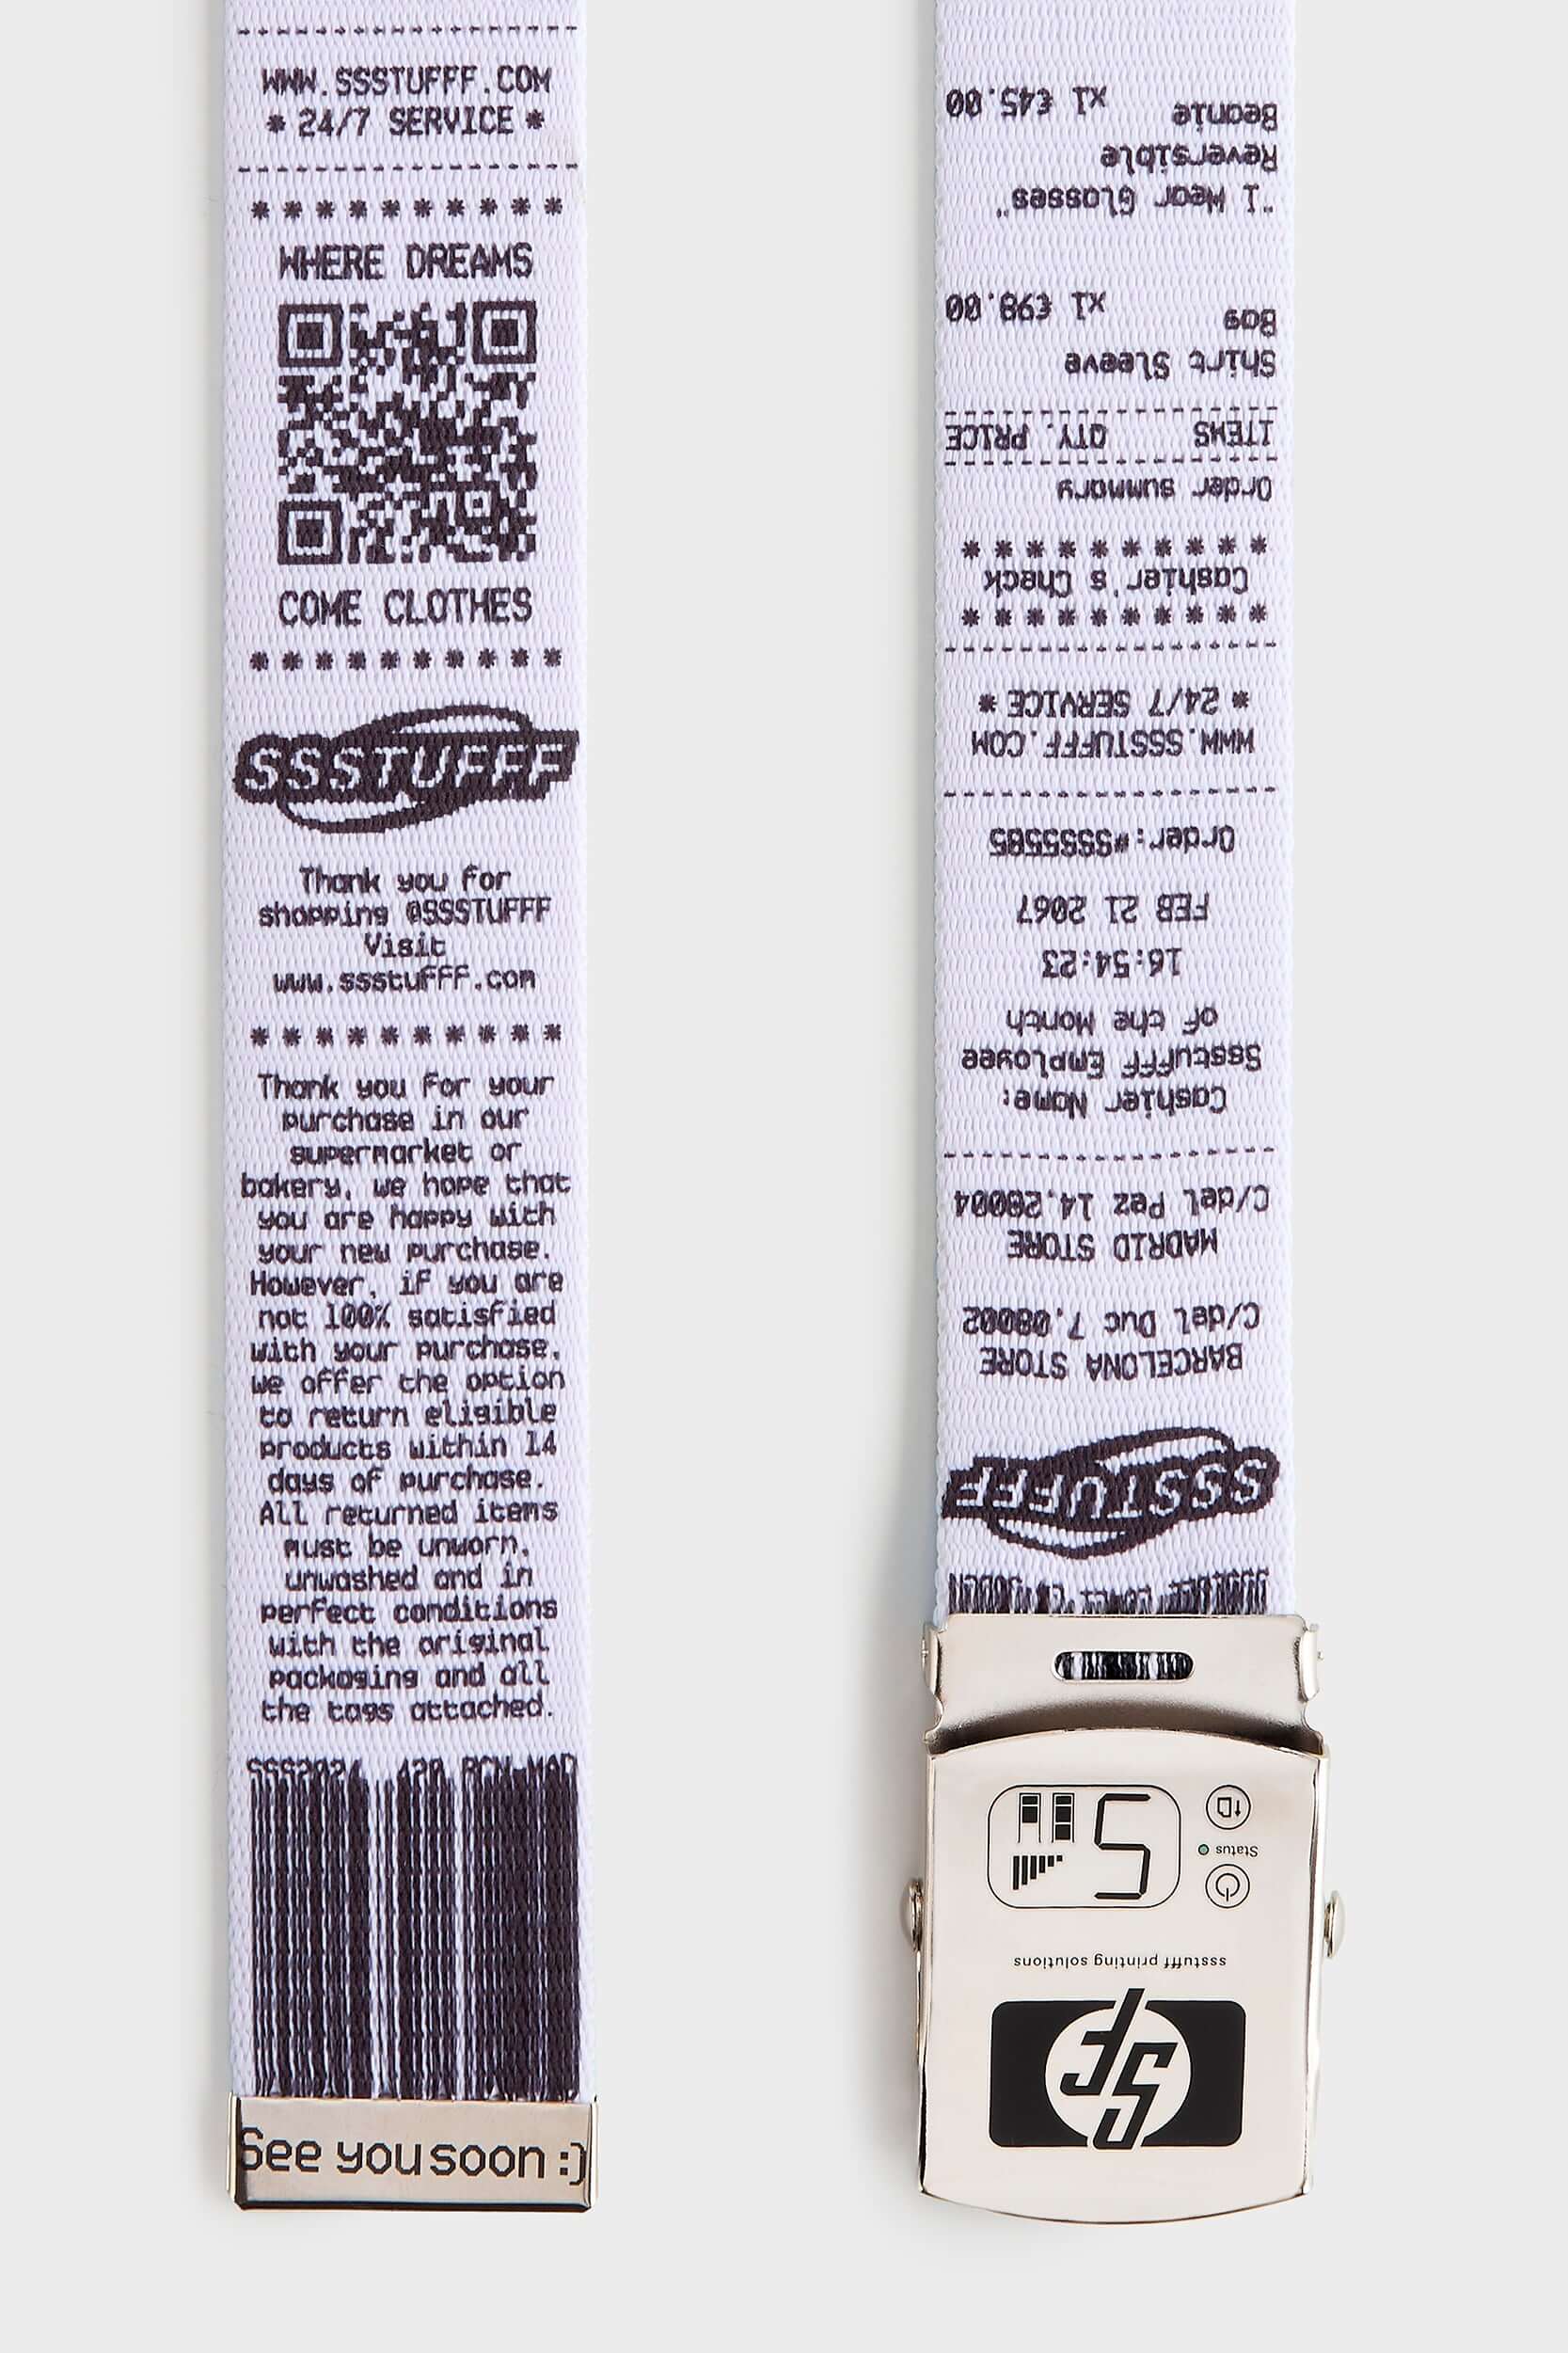 WWW.SSSTUFFF.COM
* 24/7 SERVICE *
* * * * * * * * * *
WHERE DREAMS
COME CLOTHES
* * * * * * * * * *
SSSTUFFF
Thank you for
shopping @SSSTUFFF
Visit
www.ssstufff.com
* * * * * * * * * *
Thank you for your
purchase in our
supermarket or
bakery, we hope that
you are happy with
your new purchase.
However, if you are
not 100% satisfied
with your purchase,
we offer the option
to return eligible
products within 14
days of purchase.
All returned items
must be unworn,
unwashed and in
perfect conditions
with the original
packaging and all
the tags attached.
See you soon :)
SF
ssstufff printing solutions
Status
5
SSSTUFFF
BARCELONA STORE
C/del Duc 7.08002
MADRID STORE
C/del Pez 14.28004
Cashier Name:
Ssstufff Employee
of the Month
16:54:23
FEB 21 2067
Order:#SSS5585
WWW.SSSTUFFF.COM
* 24/7 SERVICE *
* * * * * * * * * *
Cashier's Check
* * * * * * * * * *
Order summary
ITEMS QTY. PRICE
Shirt Sleeve
Bag x1 €98.00
"I Wear Glasses"
Reversible
Beanie x1 €45.00